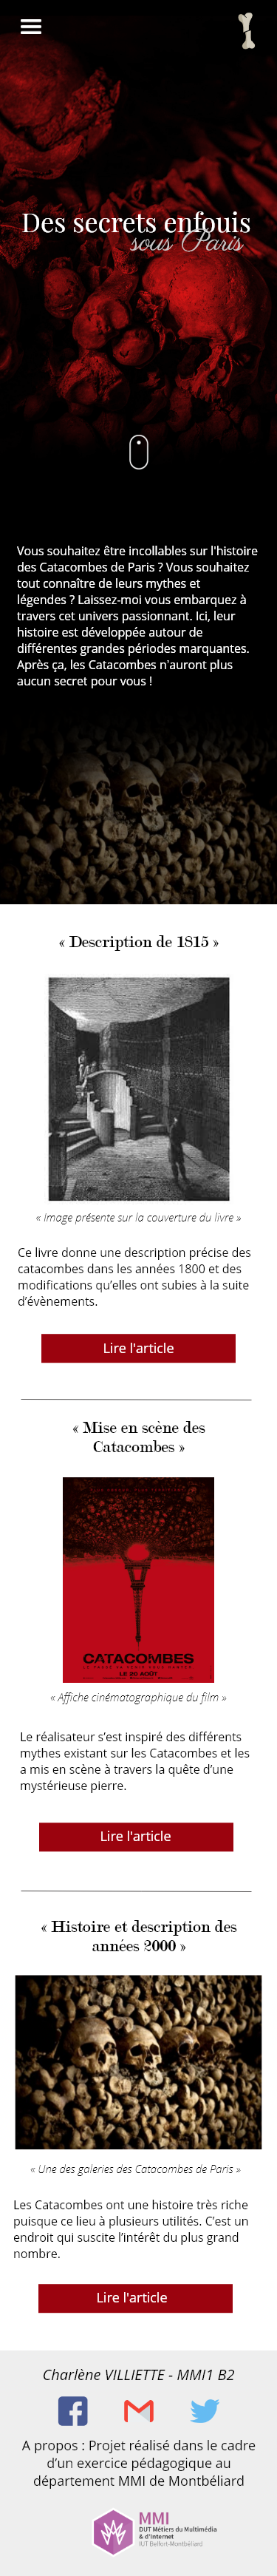 Des secrets enfouis
sous Paris
Vous souhaitez être incollables sur l'histoire
des Catacombes de Paris ? Vous souhaitez
tout connaître de leurs mythes et
légendes ? Laissez-moi vous embarquez à
travers cet univers passionnant. Ici, leur
histoire est développée autour de
différentes grandes périodes marquantes.
Après ça, les Catacombes n'auront plus
aucun secret pour vous !
« Description de 1815 »
« Image présente sur la couverture du livre »
Ce livre donne une description précise des
catacombes dans les années 1800 et des
modifications qu'elles ont subies à la suite
d'évènements.
Lire l'article
« Mise en scène des
Catacombes »
CATACOMBES
LE 20 AOÛT
« Affiche cinématographique du film »
Le réalisateur s'est inspiré des différents
mythes existant sur les Catacombes et les
a mis en scène à travers la quête d'une
mystérieuse pierre.
Lire l'article
« Histoire et description des
années 2000 »
« Une des galeries des Catacombes de Paris »
Les Catacombes ont une histoire très riche
puisque ce lieu à plusieurs utilités. C'est un
endroit qui suscite l'intérêt du plus grand
nombre.
Lire l'article
Charlène VILLIETTE - MMI1 B2
A propos : Projet réalisé dans le cadre
d'un exercice pédagogique au
département MMI de Montbéliard
MMI
DUT Métiers du Multimédia
& d'Internet
IUT Belfort-Montbéliard